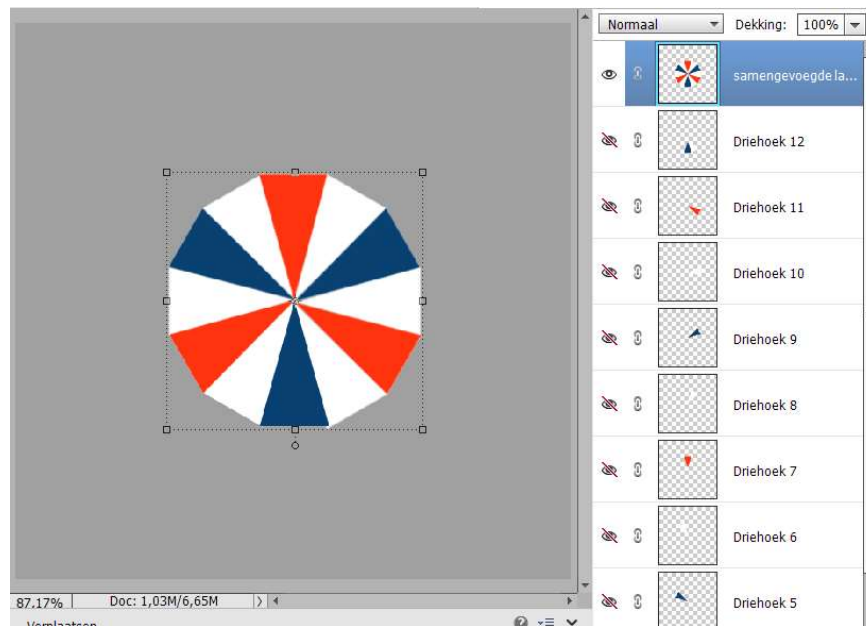 Normaal Dekking: 100%
samengevoegde la...
Driehoek 12
Driehoek 11
Driehoek 10
Driehoek 9
Driehoek 8
Driehoek 7
Driehoek 6
Driehoek 5
87,17% Doc: 1,03M/6,65M
Verplaatsen